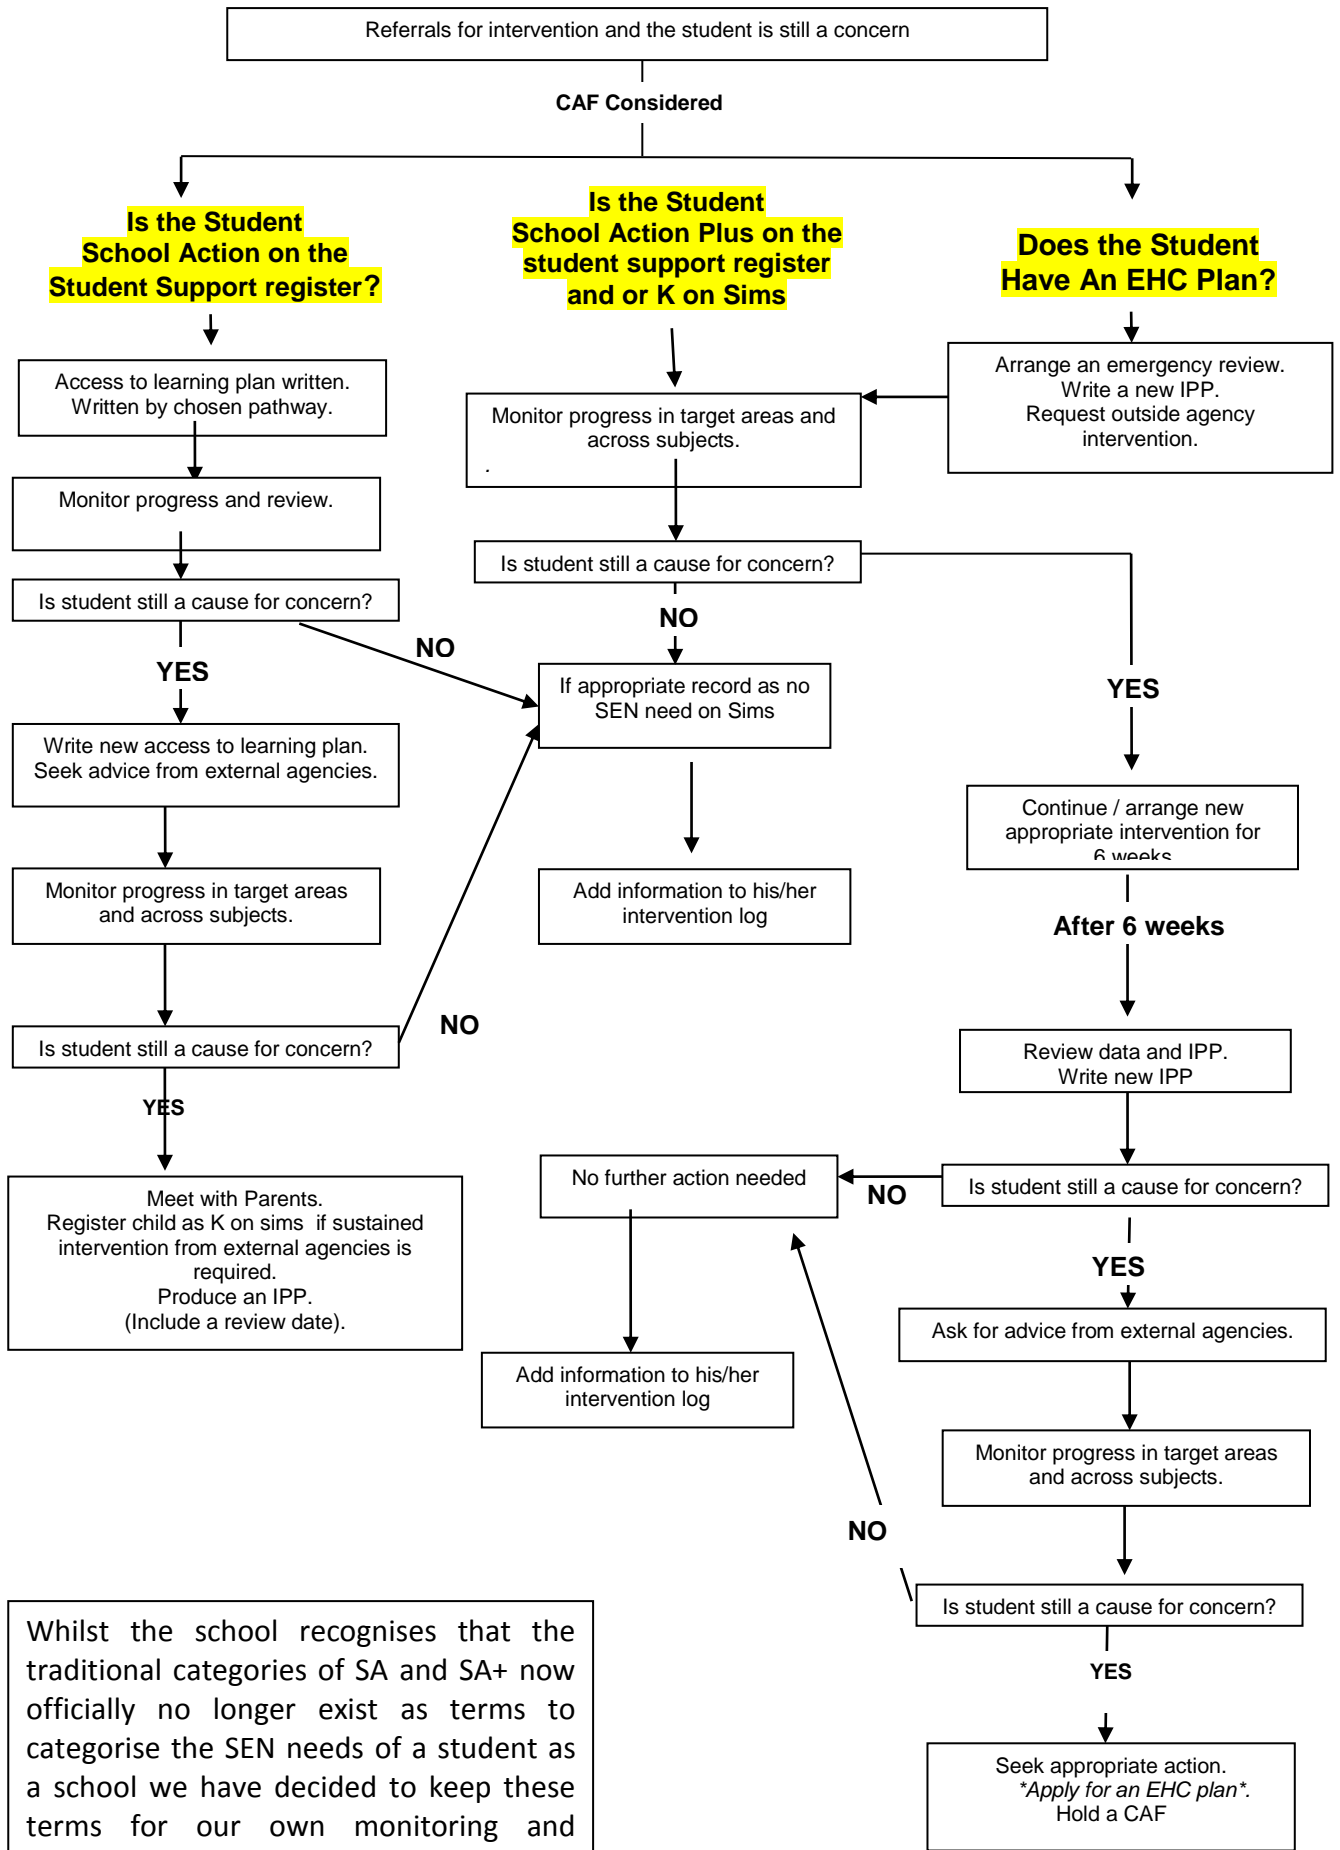 Referrals for intervention and the student is still a concern
CAF Considered
Is the Student
School Action on the
Student Support register?
Is the Student
School Action Plus on the
student support register
and or K on Sims
Does the Student
Have An EHC Plan?
Access to learning plan written.
Written by chosen pathway.
Monitor progress in target areas and
across subjects.
.
Arrange an emergency review.
Write a new IPP.
Request outside agency
intervention.
Monitor progress and review.
Is student still a cause for concern?
Is student still a cause for concern?
NO
NO
YES
YES
If appropriate record as no
SEN need on Sims
Write new access to learning plan.
Seek advice from external agencies.
Continue / arrange new
appropriate intervention for
6 weeks
Monitor progress in target areas
and across subjects.
Add information to his/her
intervention log
After 6 weeks
NO
Is student still a cause for concern?
Review data and IPP.
Write new IPP
YES
No further action needed
NO
Is student still a cause for concern?
Meet with Parents.
Register child as K on sims if sustained
intervention from external agencies is
required.
Produce an IPP.
(Include a review date).
YES
Ask for advice from external agencies.
Add information to his/her
intervention log
Monitor progress in target areas
and across subjects.
NO
Is student still a cause for concern?
YES
Seek appropriate action.
*Apply for an EHC plan*.
Hold a CAF
Whilst the school recognises that the
traditional categories of SA and SA+ now
officially no longer exist as terms to
categorise the SEN needs of a student as
a school we have decided to keep these
terms for our own monitoring and